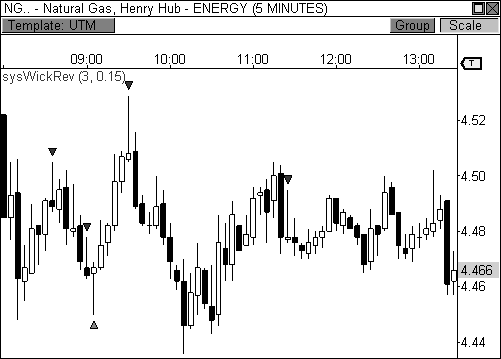 NG.. - Natural Gas, Henry Hub - ENERGY (5 MINUTES)
Template: UTM Group Scale
09:00 10:00 11:00 12:00 13:00 T
sysWickRev (3, 0.15)
4.52
4.50
4.48
4.466
4.46
4.44